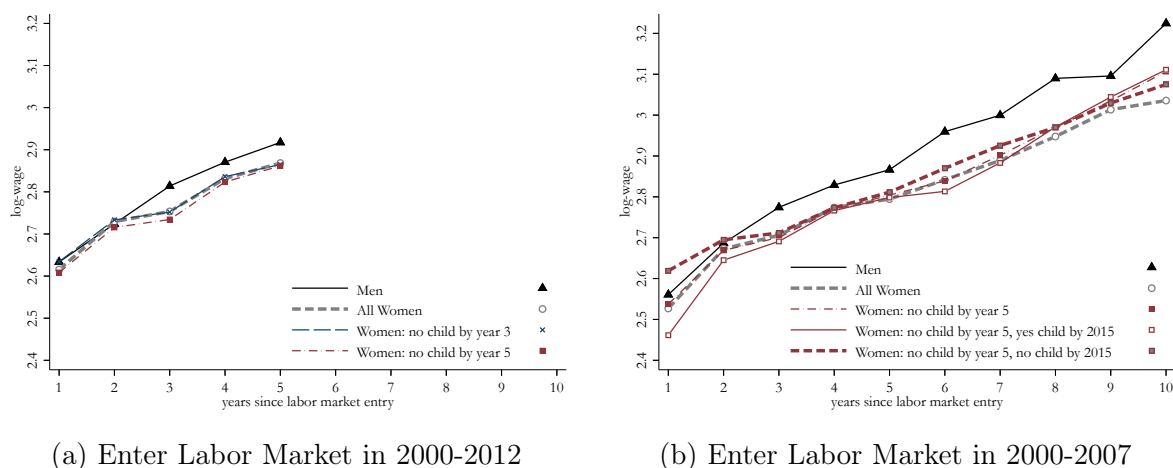 3.2
3.1
3
2.9
2.8
2.7
2.6
2.5
2.4
log-wage
Men
All Women
Women: no child by year 3
Women: no child by year 5
1 2 3 4 5 6 7 8 9 10
years since labor market entry
(a) Enter Labor Market in 2000-2012
3.2
3.1
3
2.9
2.8
2.7
2.6
2.5
2.4
log-wage
Men
All Women
Women: no child by year 5
Women: no child by year 5, yes child by 2015
Women: no child by year 5, no child by 2015
1 2 3 4 5 6 7 8 9 10
years since labor market entry
(b) Enter Labor Market in 2000-2007